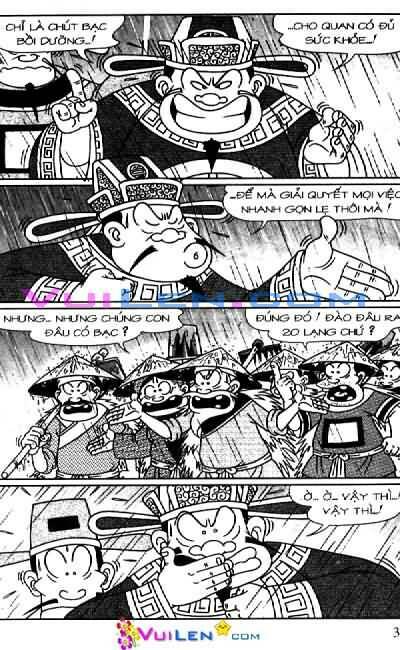 CHỈ LÀ CHÚT BẠC
BỒI DƯỠNG...!
...CHO QUAN CÓ ĐỦ
SỨC KHỎE...!
...ĐỂ MÀ GIẢI QUYẾT MỌI VIỆC
NHANH GỌN LẸ THÔI MÀ!
VUILEN.COM
NHƯNG... NHƯNG CHÚNG CON
ĐÂU CÓ BẠC?
ĐÚNG ĐÓ! ĐÀO ĐÂU RA
20 LẠNG CHỨ?
Ờ... Ờ... VẬY THÌ...!
VẬY THÌ...!
VUILEN.COM
3